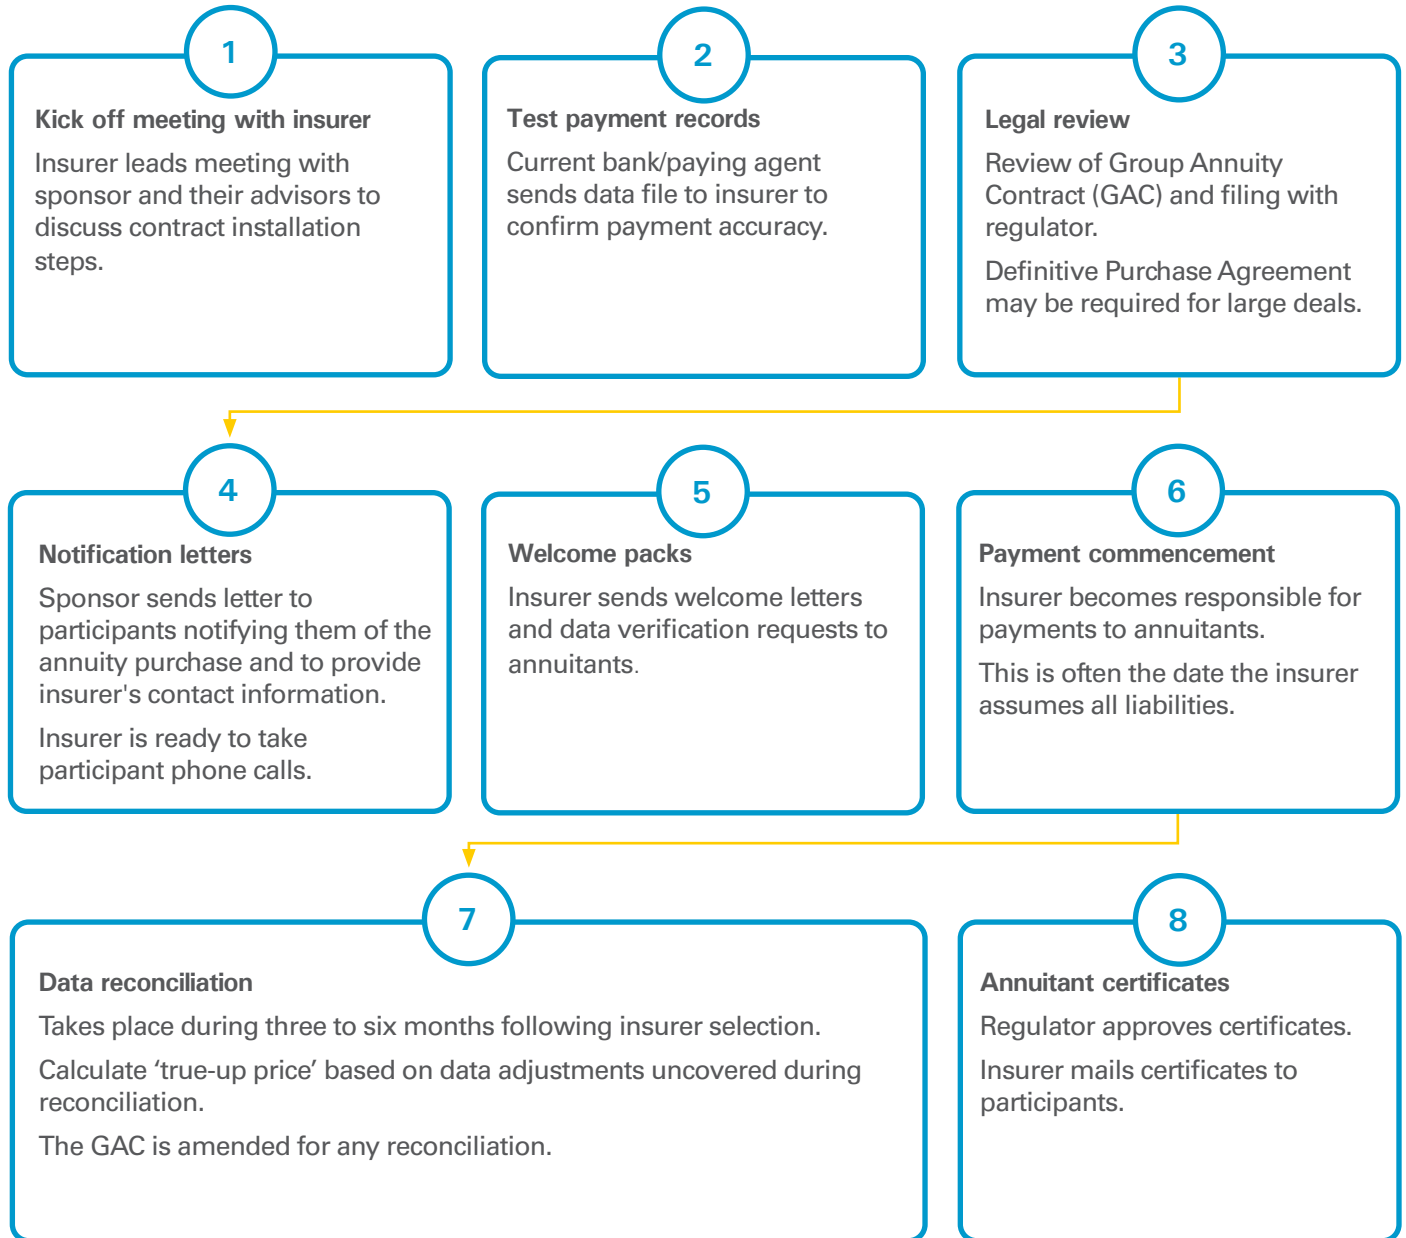 1
Kick off meeting with insurer
Insurer leads meeting with
sponsor and their advisors to
discuss contract installation
steps.
2
Test payment records
Current bank/paying agent
sends data file to insurer to
confirm payment accuracy.
3
Legal review
Review of Group Annuity
Contract (GAC) and filing with
regulator.
Definitive Purchase Agreement
may be required for large deals.
4
Notification letters
Sponsor sends letter to
participants notifying them of the
annuity purchase and to provide
insurer's contact information.
Insurer is ready to take
participant phone calls.
5
Welcome packs
Insurer sends welcome letters
and data verification requests to
annuitants.
6
Payment commencement
Insurer becomes responsible for
payments to annuitants.
This is often the date the insurer
assumes all liabilities.
7
Data reconciliation
Takes place during three to six months following insurer selection.
Calculate ‘true-up price’ based on data adjustments uncovered during
reconciliation.
The GAC is amended for any reconciliation.
8
Annuitant certificates
Regulator approves certificates.
Insurer mails certificates to
participants.